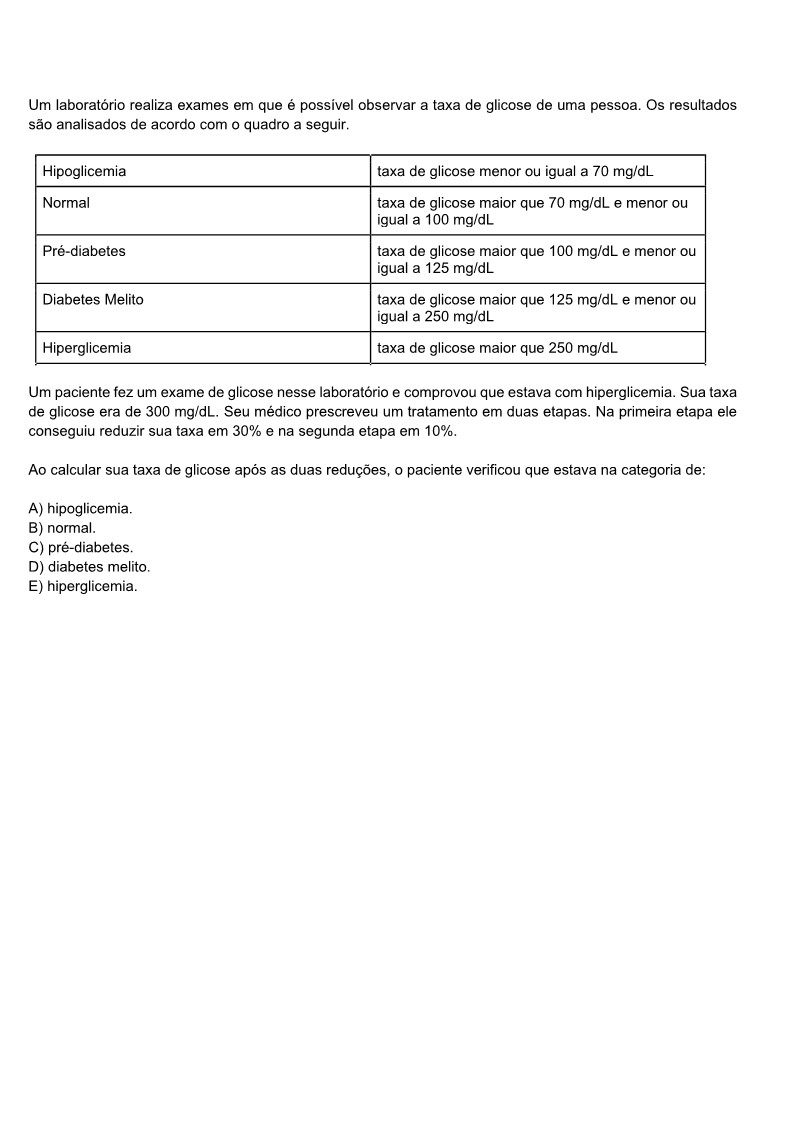 Um laboratório realiza exames em que é possível observar a taxa de glicose de uma pessoa. Os resultados
são analisados de acordo com o quadro a seguir.
Hipoglicemia
taxa de glicose menor ou igual a 70 mg/dL
Normal
taxa de glicose maior que 70 mg/dL e menor ou
igual a 100 mg/dL
Pré-diabetes
taxa de glicose maior que 100 mg/dL e menor ou
igual a 125 mg/dL
Diabetes Melito
taxa de glicose maior que 125 mg/dL e menor ou
igual a 250 mg/dL
Hiperglicemia
taxa de glicose maior que 250 mg/dL
Um paciente fez um exame de glicose nesse laboratório e comprovou que estava com hiperglicemia. Sua taxa
de glicose era de 300 mg/dL. Seu médico prescreveu um tratamento em duas etapas. Na primeira etapa ele
conseguiu reduzir sua taxa em 30% e na segunda etapa em 10%.
Ao calcular sua taxa de glicose após as duas reduções, o paciente verificou que estava na categoria de:
A) hipoglicemia.
B) normal.
C) pré-diabetes.
D) diabetes melito.
E) hiperglicemia.